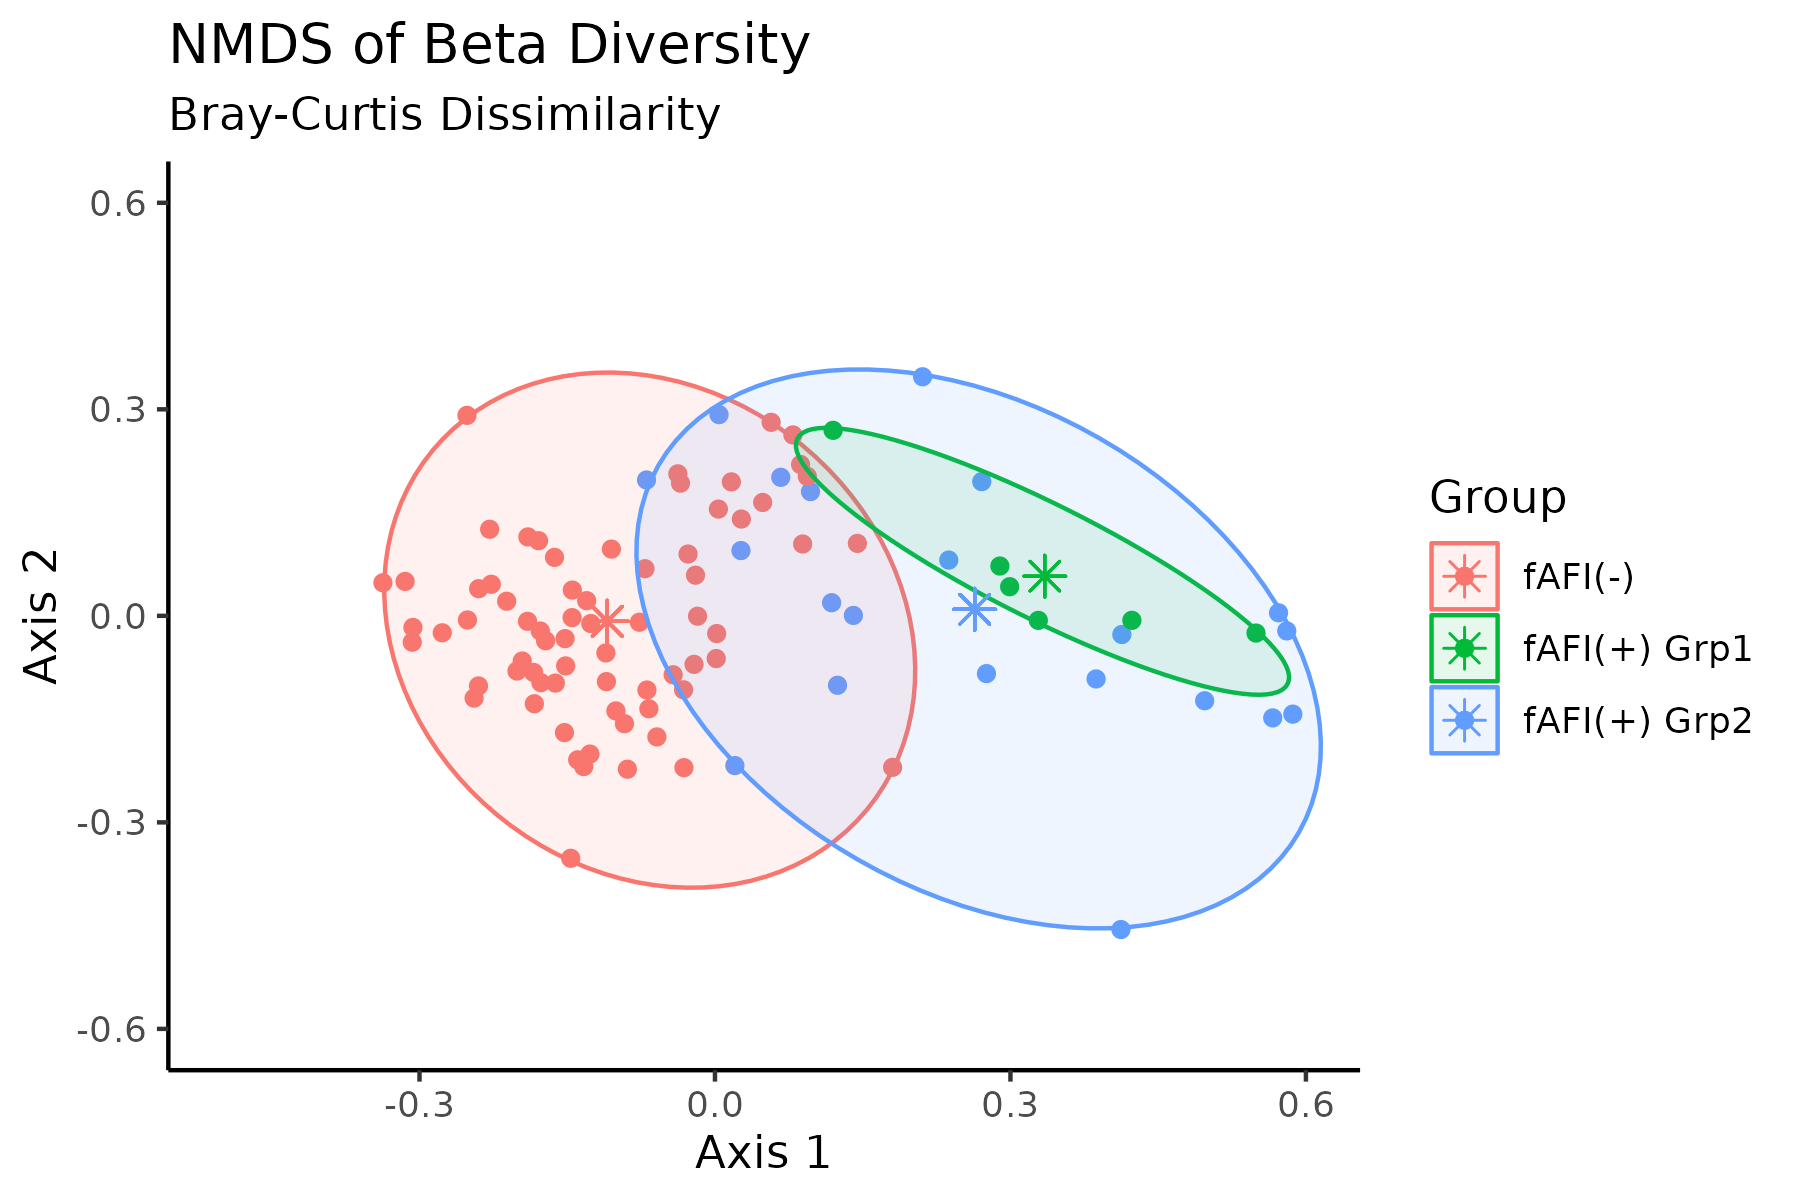 NMDS of Beta Diversity
Bray-Curtis Dissimilarity
Axis 2
0.6
0.3
0.0
-0.3
-0.6
-0.3 0.0 0.3 0.6
Axis 1
Group
fAFI(-)
fAFI(+) Grp1
fAFI(+) Grp2